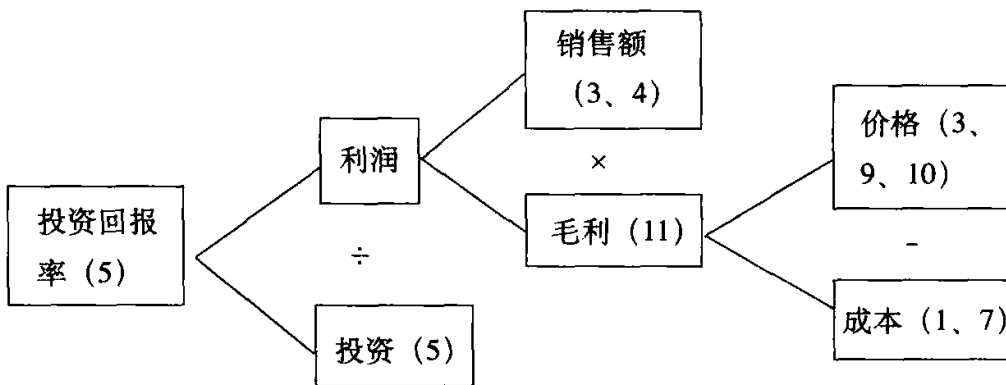 销售额
（3、4）
价格（3、
9、10）
利润
×
投资回报
率（5）
毛利（11）
-
÷
成本（1、7）
投资（5）